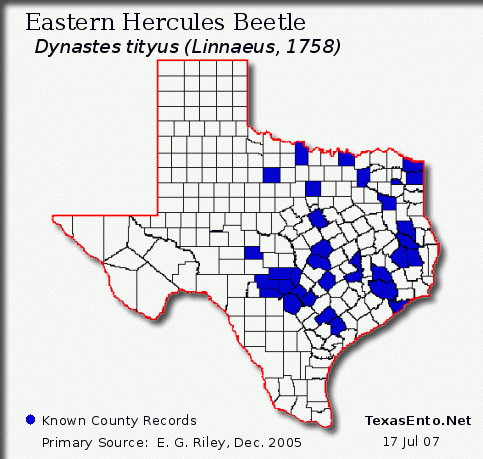 Eastern Hercules Beetle
Dynastes tityus (Linnaeus, 1758)
Known County Records
TexasEnto.Net
Primary Source: E. G. Riley, Dec. 2005
17 Jul 07